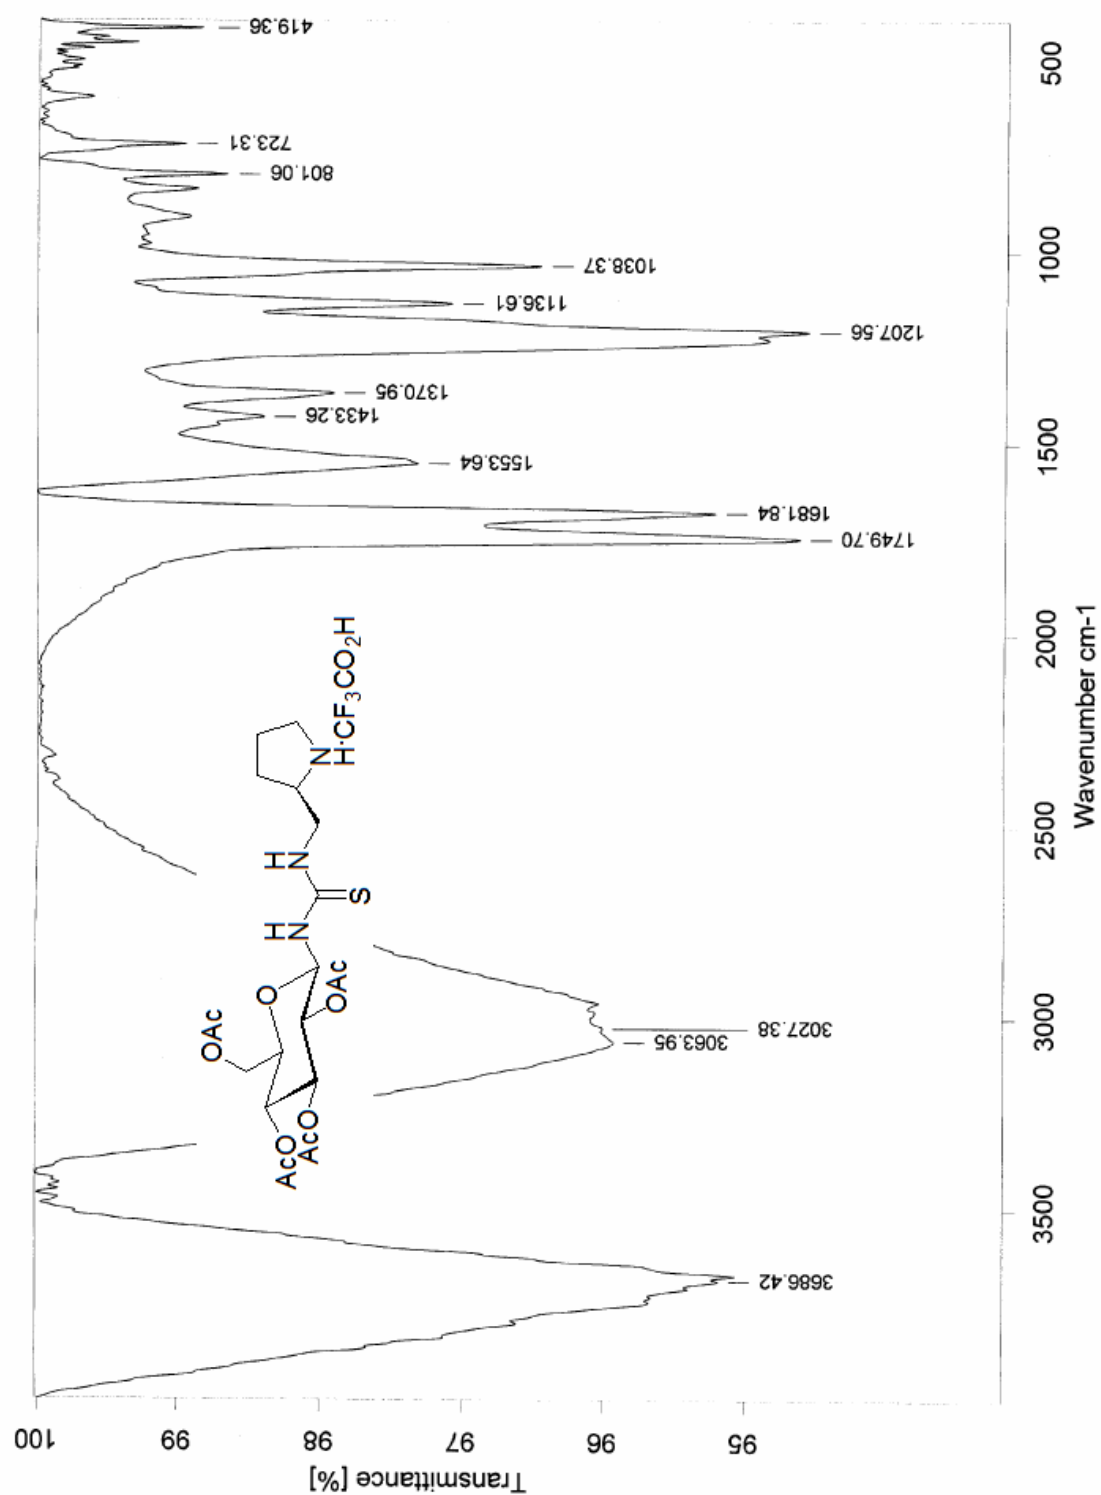 Transmittance [%]
100
99
98
97
96
95
3500
3000
2500
2000
1500
1000
500
Wavenumber cm-1
3686.42
3063.95
3027.38
1749.70
1681.84
1553.64
1433.26
1370.95
1207.56
1136.61
1038.37
801.06
723.31
419.36
OAc
O
AcO
AcO
OAc
H
N
S
H
N
N
H·CF3CO2H